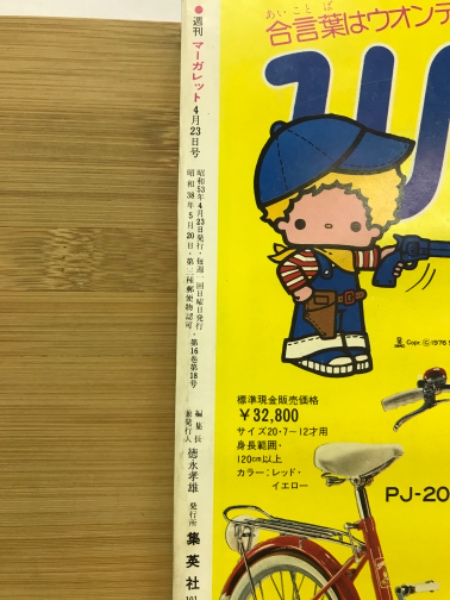 週刊マーガレット4月23日号
昭和53年4月23日発行・毎週一回日曜日発行
昭和38年5月20日・第三種郵便物認可・第16巻第18号
編集長
兼発行人
徳永孝雄
発行所
集英社
101
あいことば
合言葉はウオンテ
Copr. ©1976
標準現金販売価格
¥32,800
サイズ20・7~12才用
身長範囲・
120cm以上
カラー:レッド・
イエロー
PJ-20